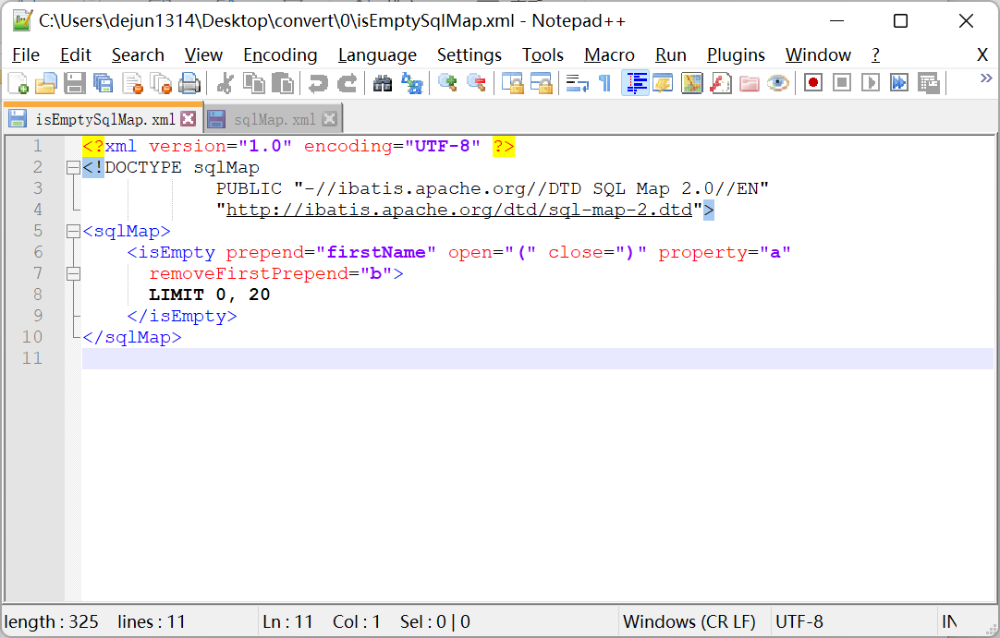 C:\Users\dejun1314\Desktop\convert\0\isEmptySqlMap.xml - Notepad++
File Edit Search View Encoding Language Settings Tools Macro Run Plugins Window ? X
isEmptySqlMap.xml sqlMap.xml
1 <?xml version="1.0" encoding="UTF-8" ?>
2 <!DOCTYPE sqlMap
3 PUBLIC "-//ibatis.apache.org//DTD SQL Map 2.0//EN"
4 "http://ibatis.apache.org/dtd/sql-map-2.dtd">
5 <sqlMap>
6 <isEmpty prepend="firstName" open="(" close=")" property="a"
7 removeFirstPrepend="b">
8 LIMIT 0, 20
9 </isEmpty>
10 </sqlMap>
11
length : 325 lines : 11 Ln : 11 Col : 1 Sel : 0 | 0 Windows (CR LF) UTF-8